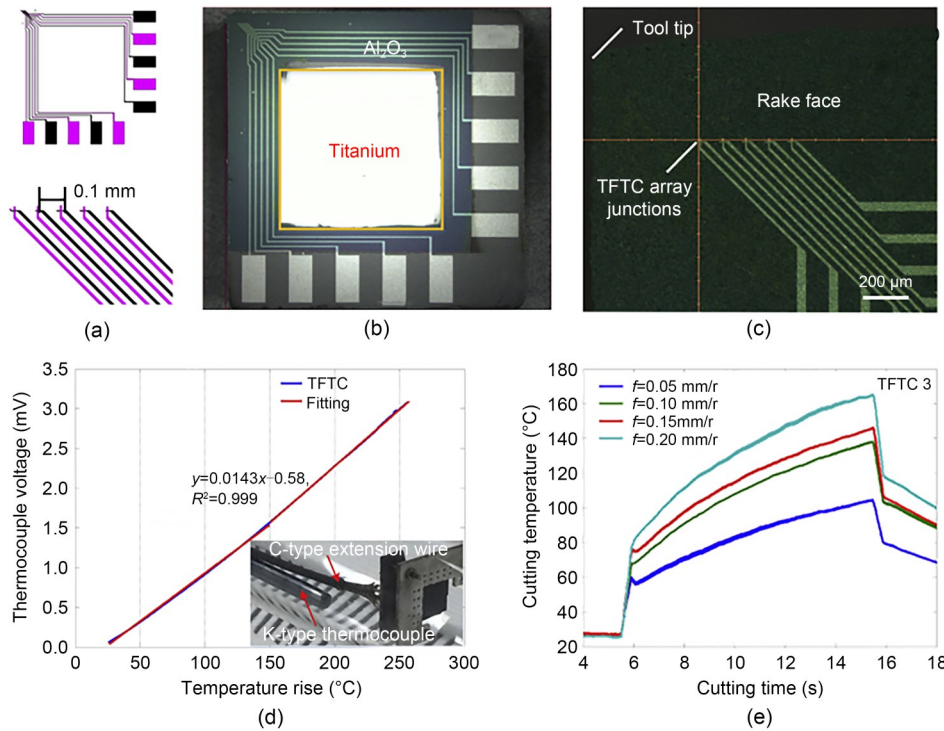 0.1 mm
(a)
Al₂O₃
Titanium
(b)
Tool tip
Rake face
TFTC array
junctions
200 μm
(c)
3.5
3.0
2.5
2.0
1.5
1.0
0.5
0.0
Thermocouple voltage (mV)
TFTC
Fitting
y=0.0143x-0.58,
R²=0.999
C-type extension wire
K-type thermocouple
0
50
100
150
200
250
300
Temperature rise (°C)
(d)
180
160
140
120
100
80
60
40
20
Cutting temperature (°C)
TFTC 3
f=0.05 mm/r
f=0.10 mm/r
f=0.15mm/r
f=0.20 mm/r
4
6
8
10
12
14
16
18
Cutting time (s)
(e)